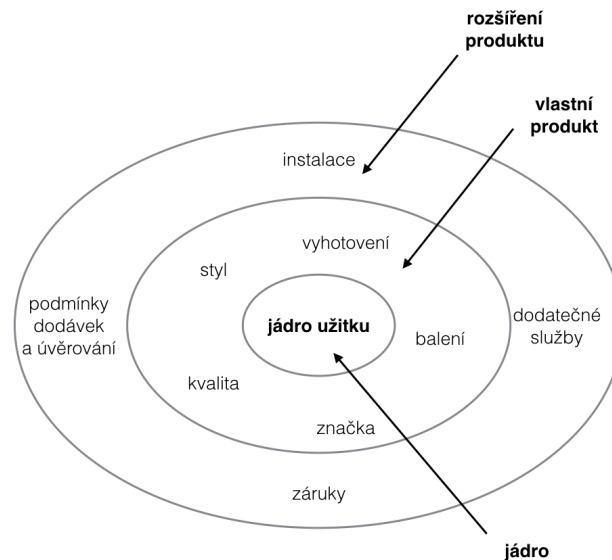 rozšíření
produktu
vlastní
produkt
instalace
vyhotovení
styl
podmínky
dodávek
a úvěrování
jádro užitku
balení
dodatečné
služby
kvalita
značka
záruky
jádro